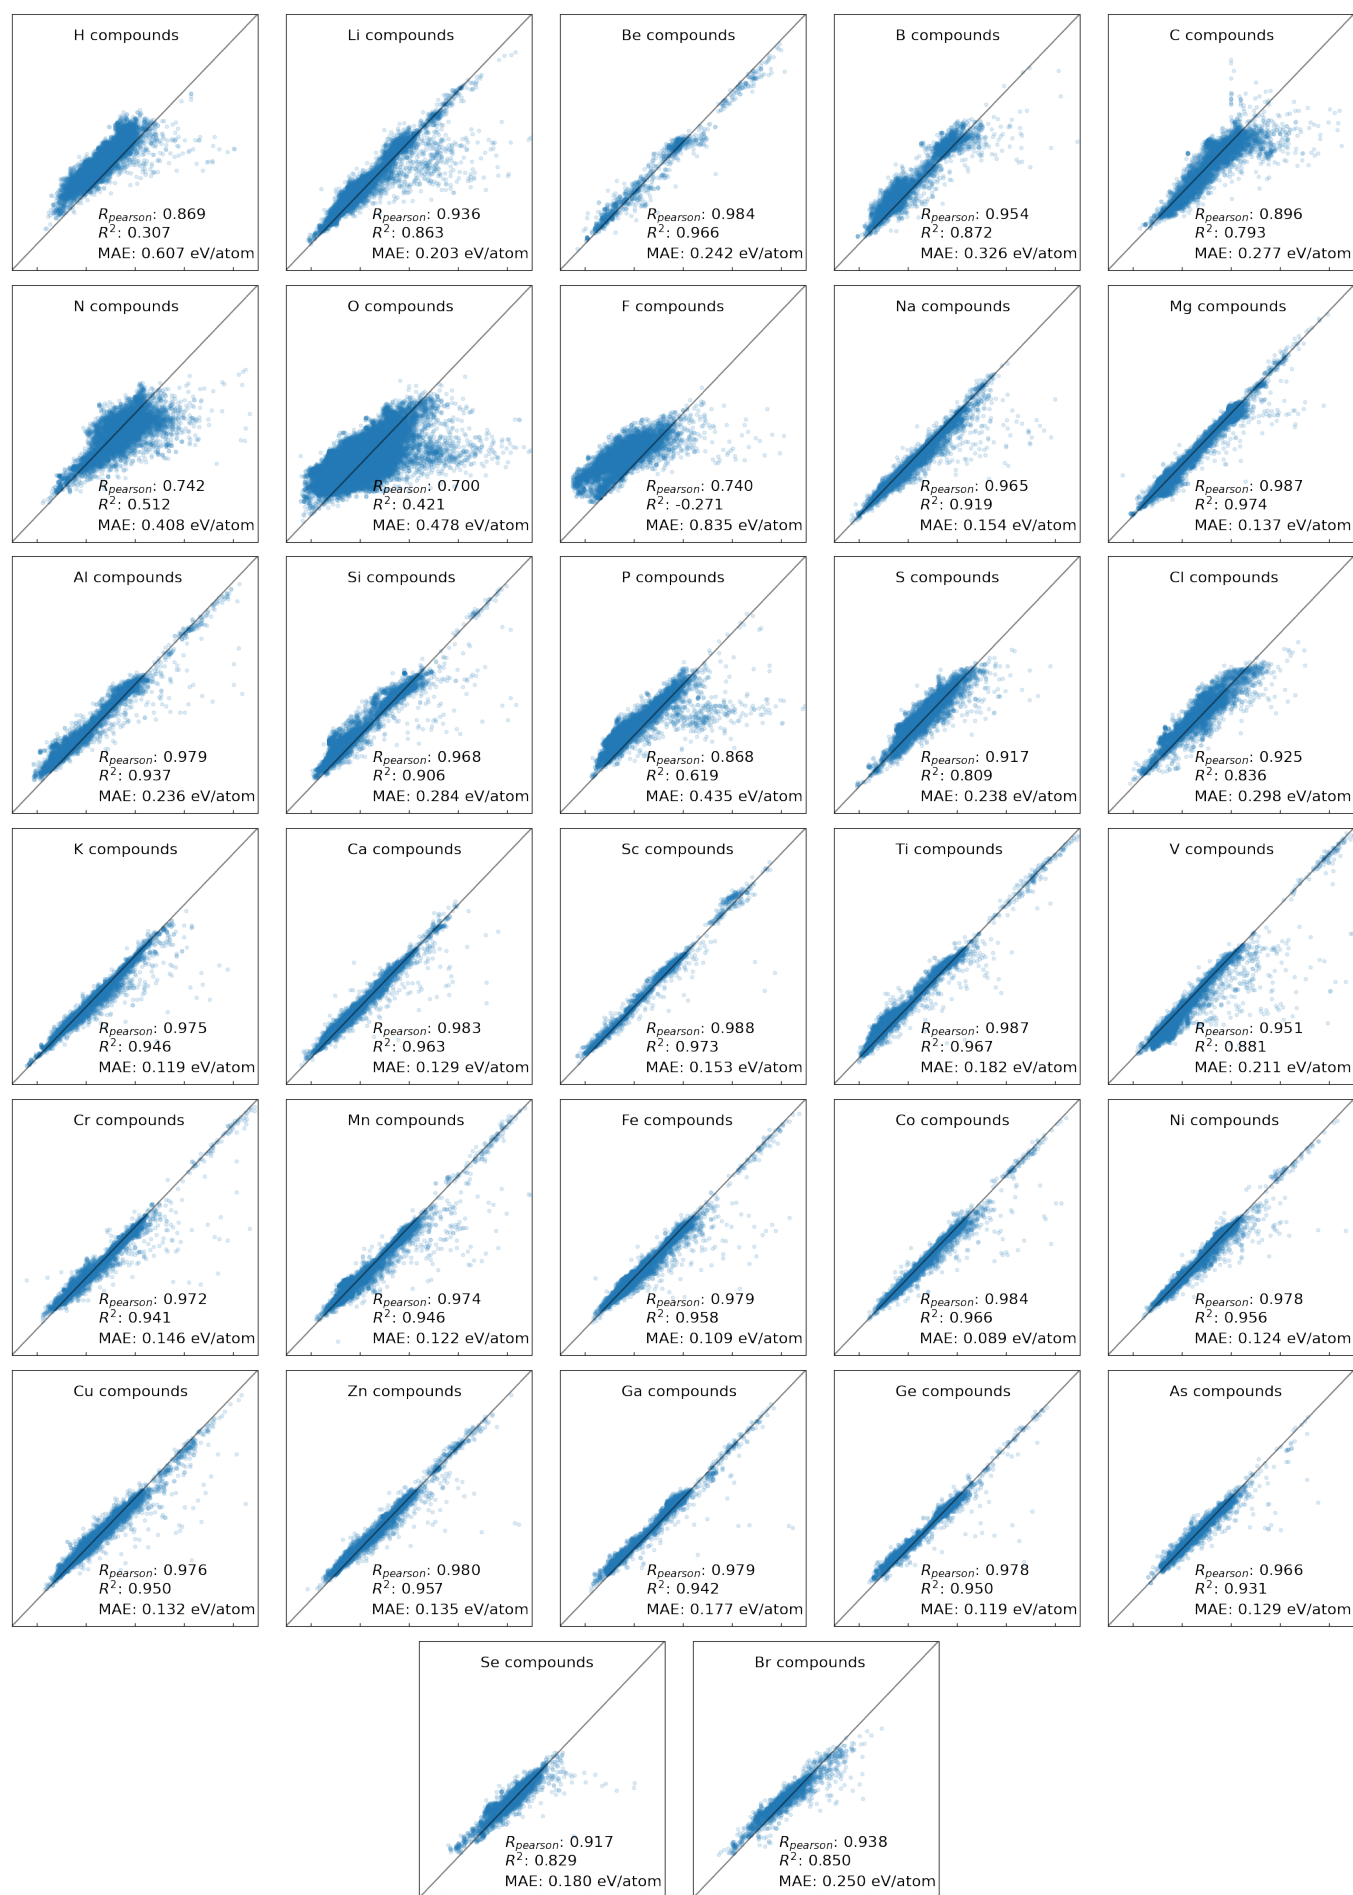 H compounds
R_pearson: 0.869
R²: 0.307
MAE: 0.607 eV/atom
Li compounds
R_pearson: 0.936
R²: 0.863
MAE: 0.203 eV/atom
Be compounds
R_pearson: 0.984
R²: 0.966
MAE: 0.242 eV/atom
B compounds
R_pearson: 0.954
R²: 0.872
MAE: 0.326 eV/atom
C compounds
R_pearson: 0.896
R²: 0.793
MAE: 0.277 eV/atom
N compounds
R_pearson: 0.742
R²: 0.512
MAE: 0.408 eV/atom
O compounds
R_pearson: 0.700
R²: 0.421
MAE: 0.478 eV/atom
F compounds
R_pearson: 0.740
R²: -0.271
MAE: 0.835 eV/atom
Na compounds
R_pearson: 0.965
R²: 0.919
MAE: 0.154 eV/atom
Mg compounds
R_pearson: 0.987
R²: 0.974
MAE: 0.137 eV/atom
Al compounds
R_pearson: 0.979
R²: 0.937
MAE: 0.236 eV/atom
Si compounds
R_pearson: 0.968
R²: 0.906
MAE: 0.284 eV/atom
P compounds
R_pearson: 0.868
R²: 0.619
MAE: 0.435 eV/atom
S compounds
R_pearson: 0.917
R²: 0.809
MAE: 0.238 eV/atom
Cl compounds
R_pearson: 0.925
R²: 0.836
MAE: 0.298 eV/atom
K compounds
R_pearson: 0.975
R²: 0.946
MAE: 0.119 eV/atom
Ca compounds
R_pearson: 0.983
R²: 0.963
MAE: 0.129 eV/atom
Sc compounds
R_pearson: 0.988
R²: 0.973
MAE: 0.153 eV/atom
Ti compounds
R_pearson: 0.987
R²: 0.967
MAE: 0.182 eV/atom
V compounds
R_pearson: 0.951
R²: 0.881
MAE: 0.211 eV/atom
Cr compounds
R_pearson: 0.972
R²: 0.941
MAE: 0.146 eV/atom
Mn compounds
R_pearson: 0.974
R²: 0.946
MAE: 0.122 eV/atom
Fe compounds
R_pearson: 0.979
R²: 0.958
MAE: 0.109 eV/atom
Co compounds
R_pearson: 0.984
R²: 0.966
MAE: 0.089 eV/atom
Ni compounds
R_pearson: 0.978
R²: 0.956
MAE: 0.124 eV/atom
Cu compounds
R_pearson: 0.976
R²: 0.950
MAE: 0.132 eV/atom
Zn compounds
R_pearson: 0.980
R²: 0.957
MAE: 0.135 eV/atom
Ga compounds
R_pearson: 0.979
R²: 0.942
MAE: 0.177 eV/atom
Ge compounds
R_pearson: 0.978
R²: 0.950
MAE: 0.119 eV/atom
As compounds
R_pearson: 0.966
R²: 0.931
MAE: 0.129 eV/atom
Se compounds
R_pearson: 0.917
R²: 0.829
MAE: 0.180 eV/atom
Br compounds
R_pearson: 0.938
R²: 0.850
MAE: 0.250 eV/atom